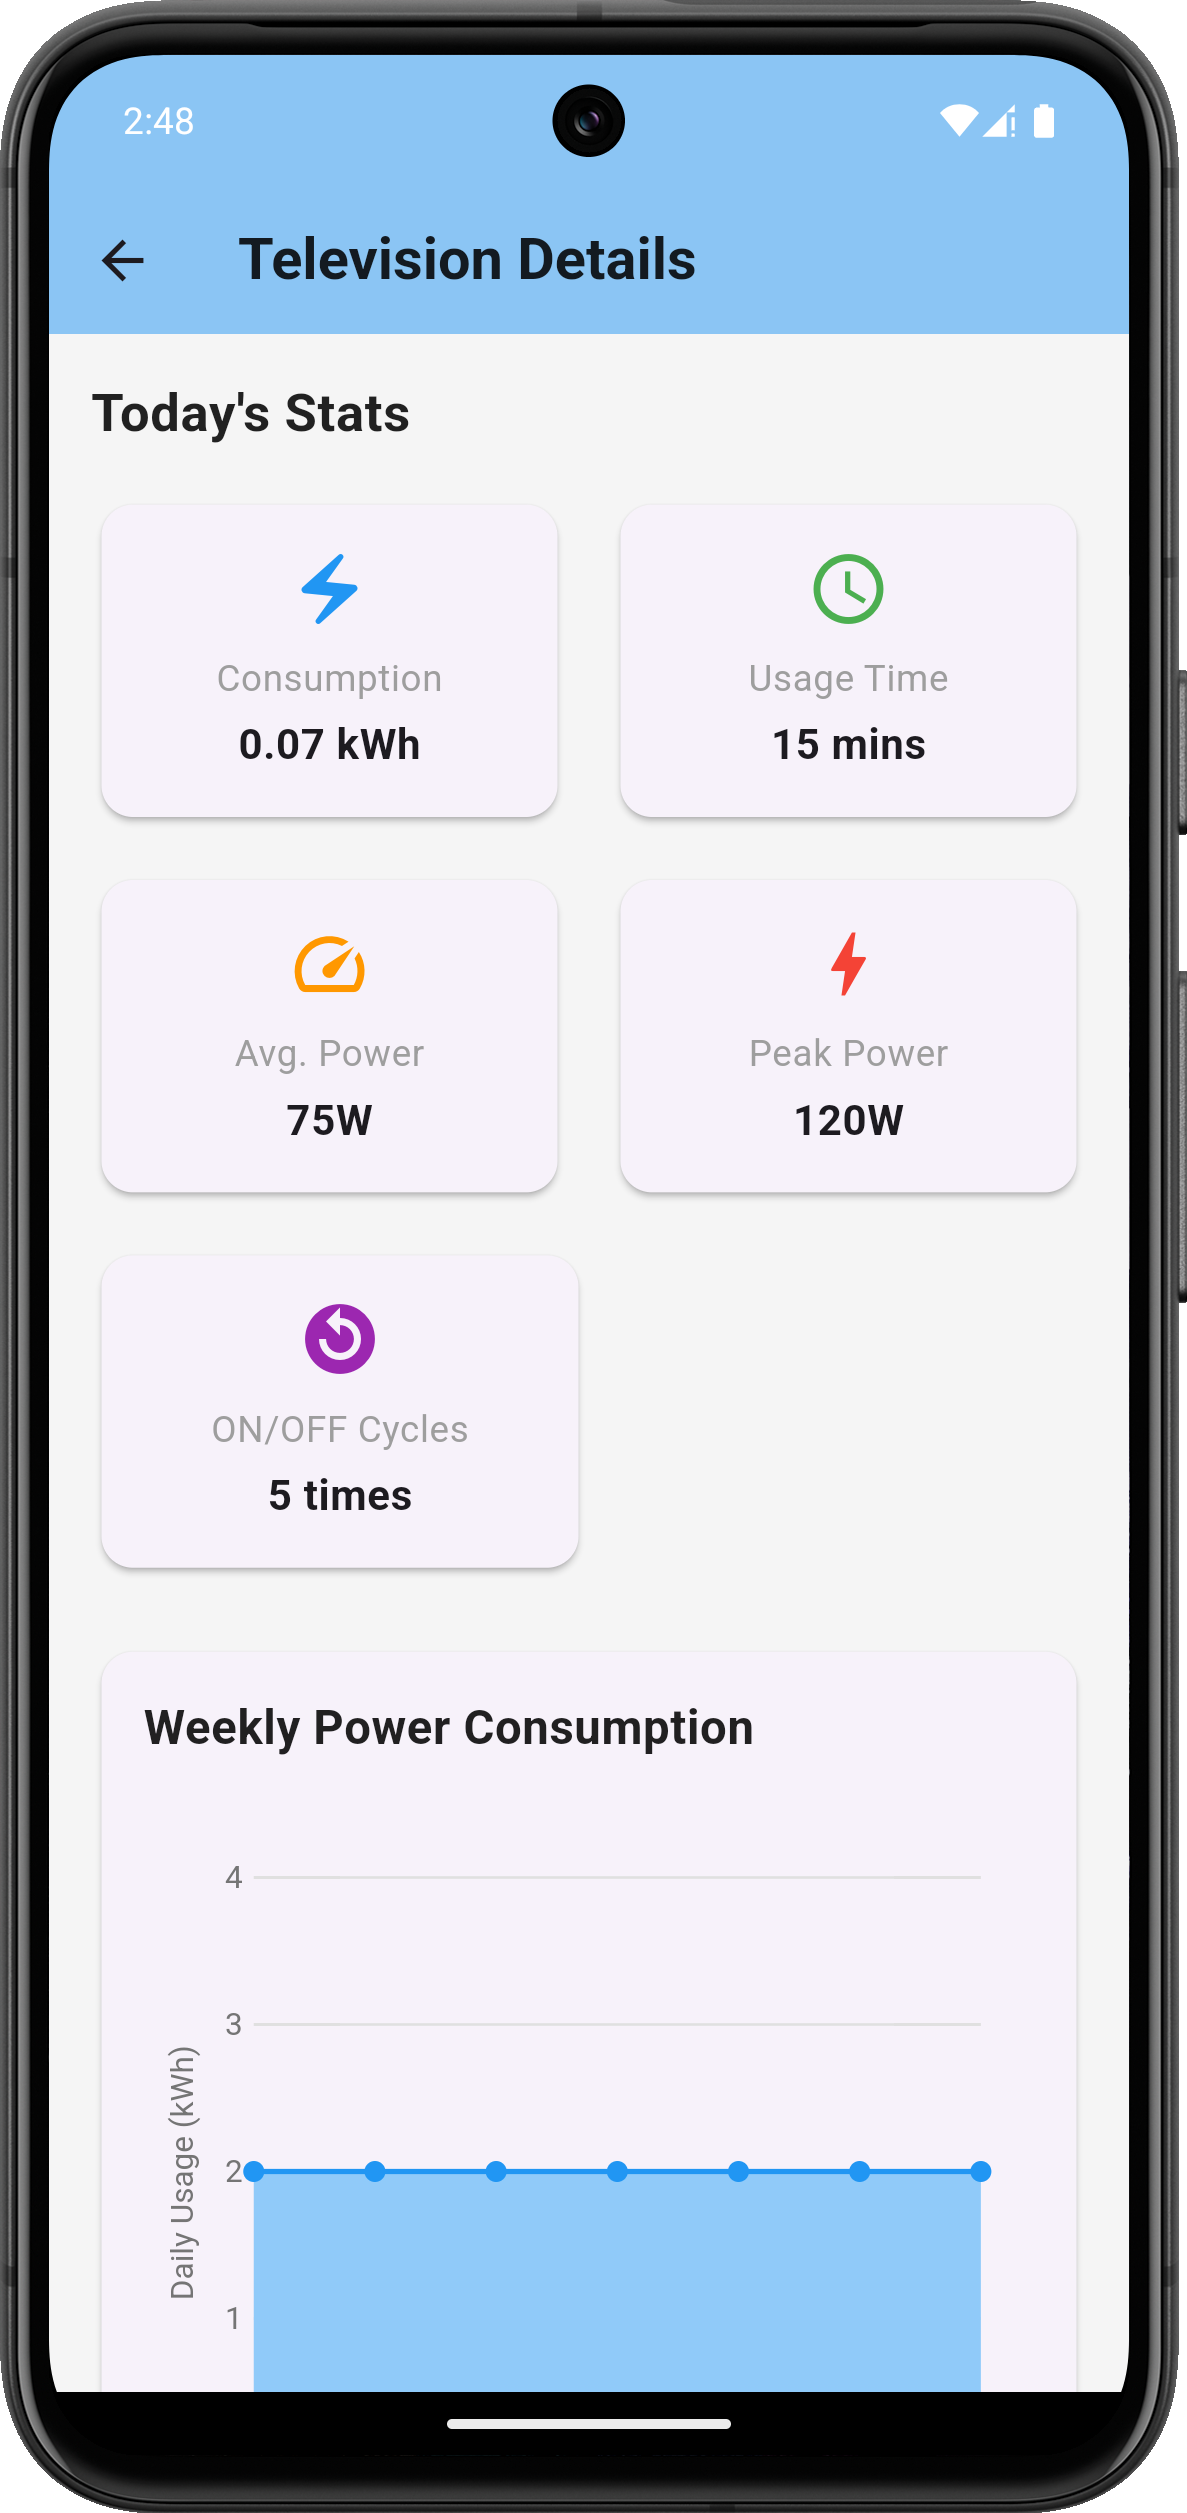 2:48
Television Details
Today's Stats
Consumption
0.07 kWh
Usage Time
15 mins
Avg. Power
75W
Peak Power
120W
ON/OFF Cycles
5 times
Weekly Power Consumption
4
3
2
1
Daily Usage (kWh)